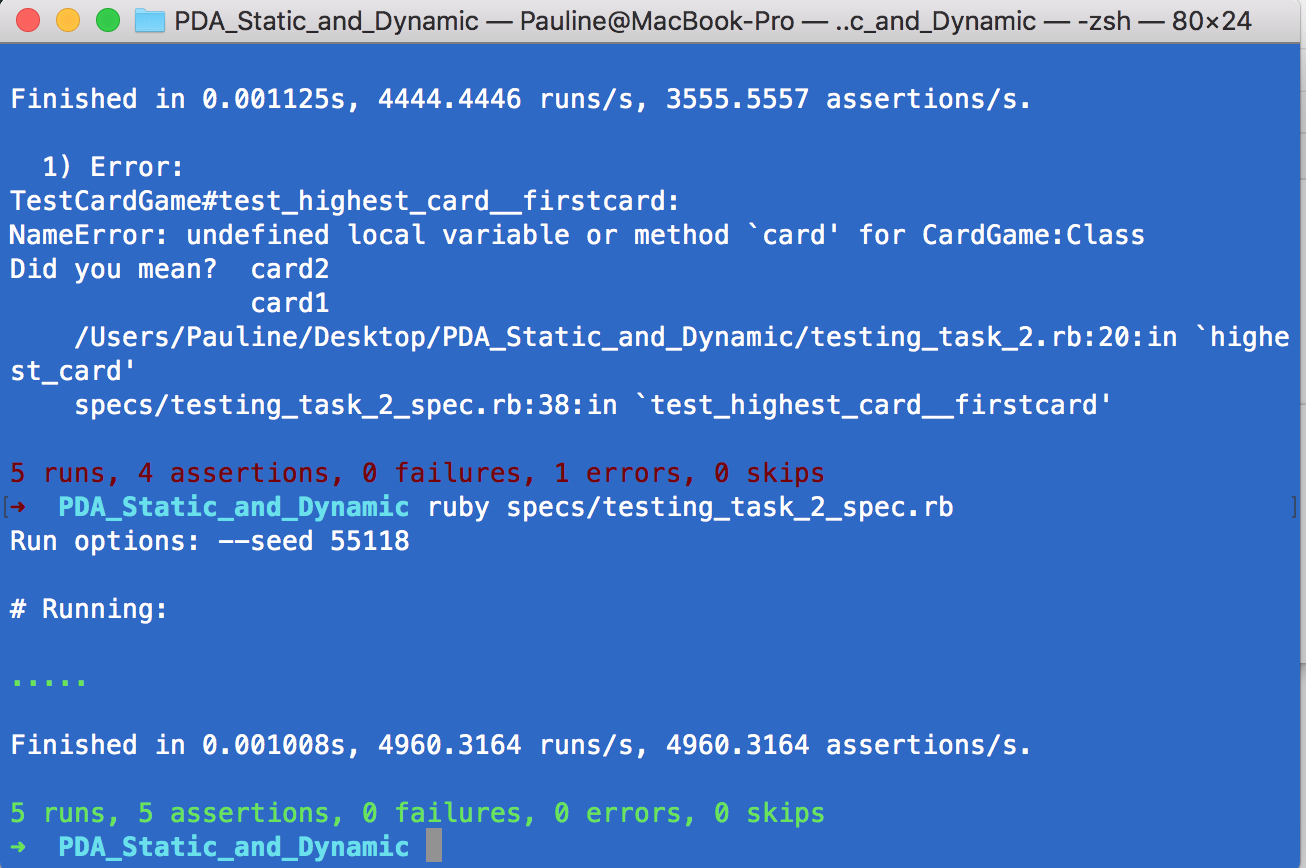 PDA_Static_and_Dynamic — Pauline@MacBook-Pro — ..c_and_Dynamic — -zsh — 80×24
Finished in 0.001125s, 4444.4446 runs/s, 3555.5557 assertions/s.
1) Error:
TestCardGame#test_highest_card__firstcard:
NameError: undefined local variable or method `card' for CardGame:Class
Did you mean?  card2
card1
/Users/Pauline/Desktop/PDA_Static_and_Dynamic/testing_task_2.rb:20:in `highe
st_card'
specs/testing_task_2_spec.rb:38:in `test_highest_card__firstcard'
5 runs, 4 assertions, 0 failures, 1 errors, 0 skips
[➜  PDA_Static_and_Dynamic ruby specs/testing_task_2_spec.rb ]
Run options: --seed 55118
# Running:
.....
Finished in 0.001008s, 4960.3164 runs/s, 4960.3164 assertions/s.
5 runs, 5 assertions, 0 failures, 0 errors, 0 skips
➜  PDA_Static_and_Dynamic